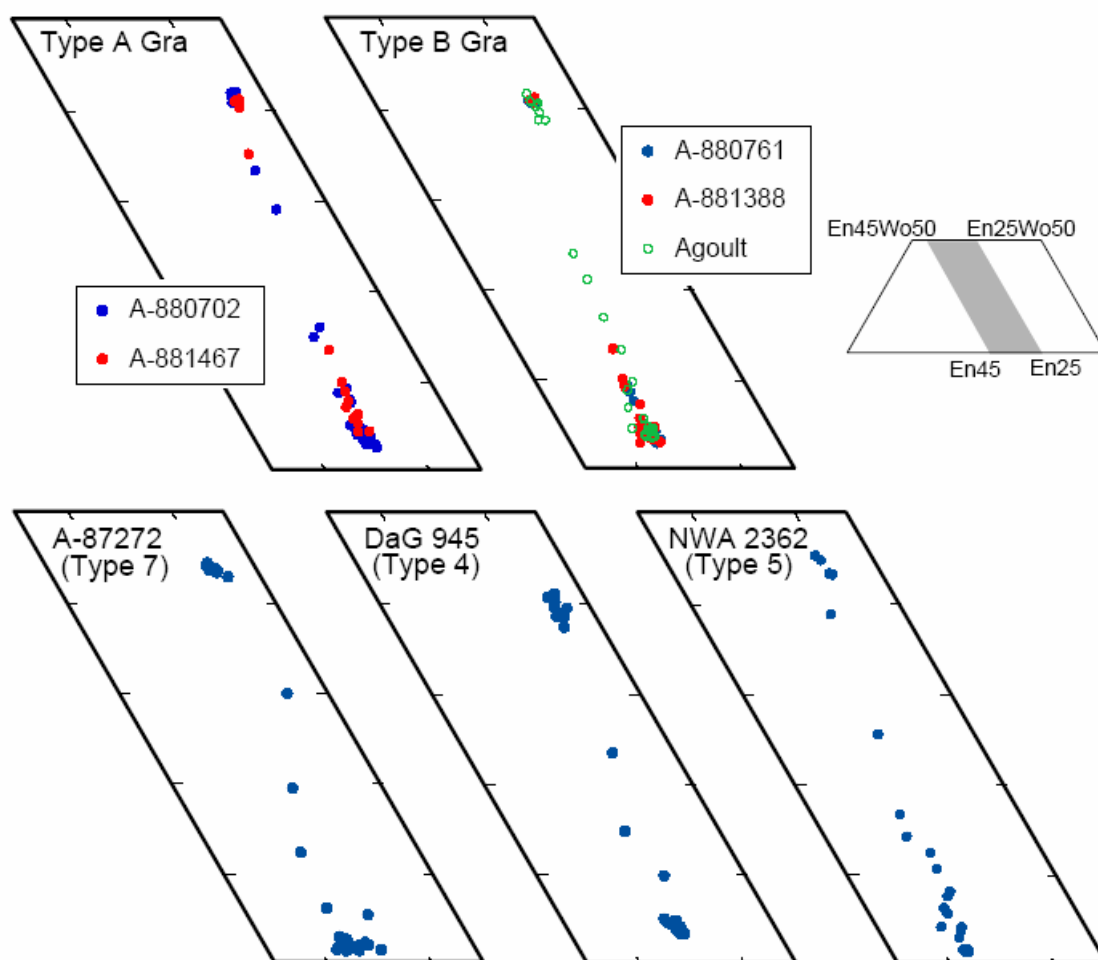 Type A Gra
Type B Gra
A-880761
A-881388
Agoult
A-880702
A-881467
En45Wo50 En25Wo50
En45 En25
A-87272
(Type 7)
DaG 945
(Type 4)
NWA 2362
(Type 5)